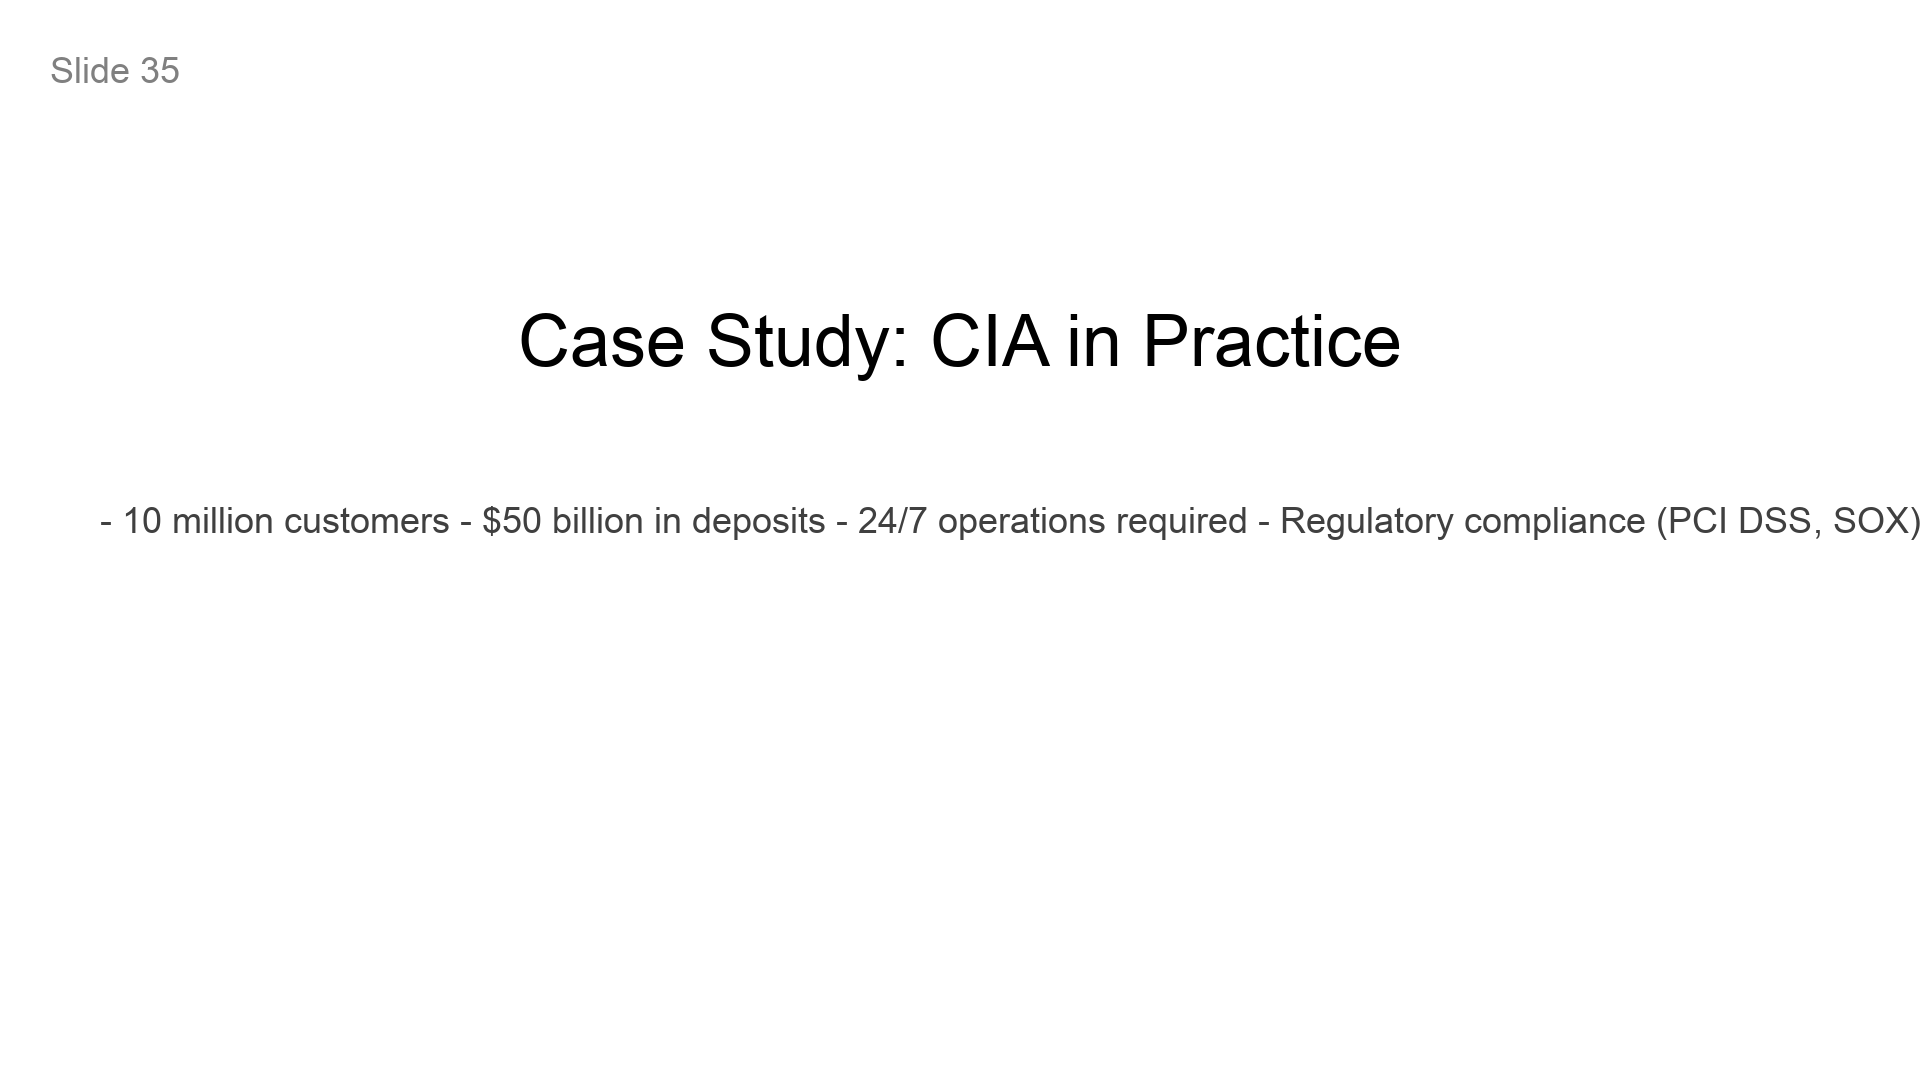 Slide 35
Case Study: CIA in Practice
- 10 million customers - $50 billion in deposits - 24/7 operations required - Regulatory compliance (PCI DSS, SOX)